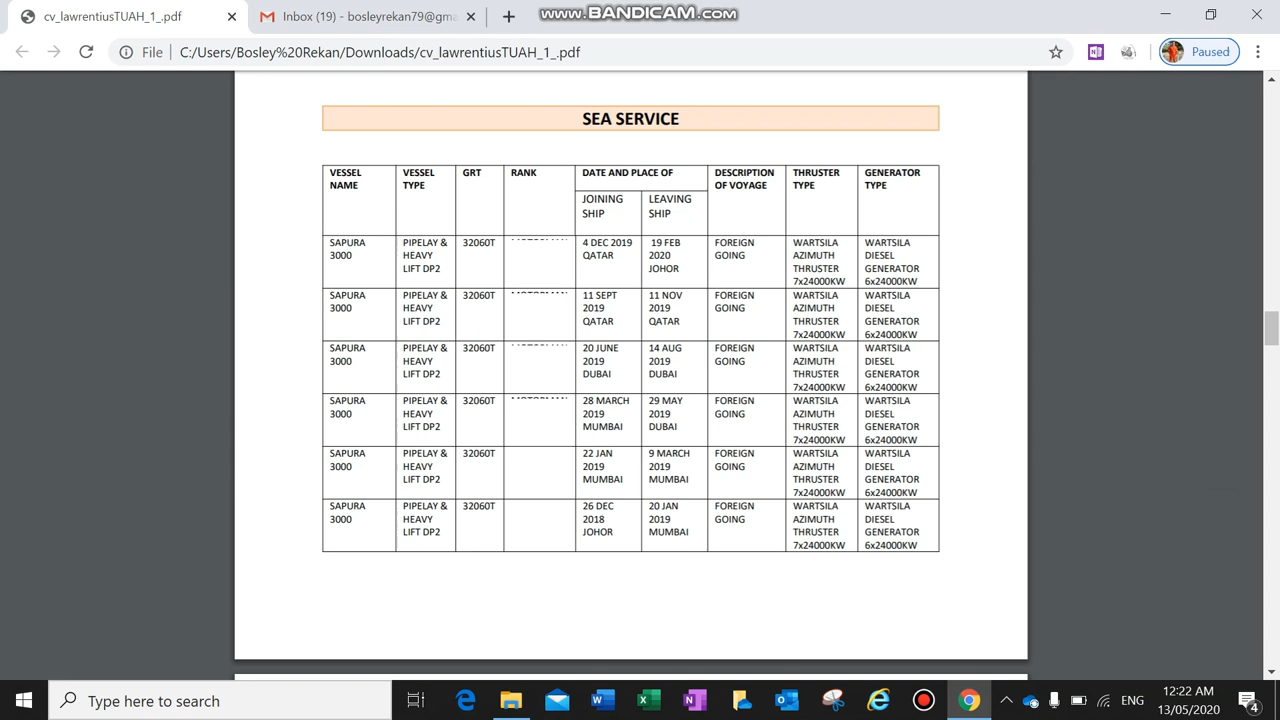 cv_lawrentiusTUAH_1_.pdf
Inbox (19) - bosleyrekan79@gma
www.BANDICAM.com
File C:/Users/Bosley%20Rekan/Downloads/cv_lawrentiusTUAH_1_.pdf
Paused
SEA SERVICE
VESSEL NAME VESSEL TYPE GRT RANK DATE AND PLACE OF DESCRIPTION OF VOYAGE THRUSTER TYPE GENERATOR TYPE
JOINING SHIP LEAVING SHIP
SAPURA PIPELAY & 32060T 4 DEC 2019 19 FEB FOREIGN WARTSILA WARTSILA
3000 HEAVY QATAR 2020 GOING AZIMUTH DIESEL
LIFT DP2 JOHOR THRUSTER GENERATOR
7x24000KW 6x24000KW
SAPURA PIPELAY & 32060T 11 SEPT 11 NOV FOREIGN WARTSILA WARTSILA
3000 HEAVY 2019 2019 GOING AZIMUTH DIESEL
LIFT DP2 QATAR QATAR THRUSTER GENERATOR
7x24000KW 6x24000KW
SAPURA PIPELAY & 32060T 20 JUNE 14 AUG FOREIGN WARTSILA WARTSILA
3000 HEAVY 2019 2019 GOING AZIMUTH DIESEL
LIFT DP2 DUBAI DUBAI THRUSTER GENERATOR
7x24000KW 6x24000KW
SAPURA PIPELAY & 32060T 28 MARCH 29 MAY FOREIGN WARTSILA WARTSILA
3000 HEAVY 2019 2019 GOING AZIMUTH DIESEL
LIFT DP2 MUMBAI DUBAI THRUSTER GENERATOR
7x24000KW 6x24000KW
SAPURA PIPELAY & 32060T 22 JAN 9 MARCH FOREIGN WARTSILA WARTSILA
3000 HEAVY 2019 2019 GOING AZIMUTH DIESEL
LIFT DP2 MUMBAI MUMBAI THRUSTER GENERATOR
7x24000KW 6x24000KW
SAPURA PIPELAY & 32060T 26 DEC 20 JAN FOREIGN WARTSILA WARTSILA
3000 HEAVY 2018 2019 GOING AZIMUTH DIESEL
LIFT DP2 JOHOR MUMBAI THRUSTER GENERATOR
7x24000KW 6x24000KW
Type here to search
ENG
12:22 AM
13/05/2020
4